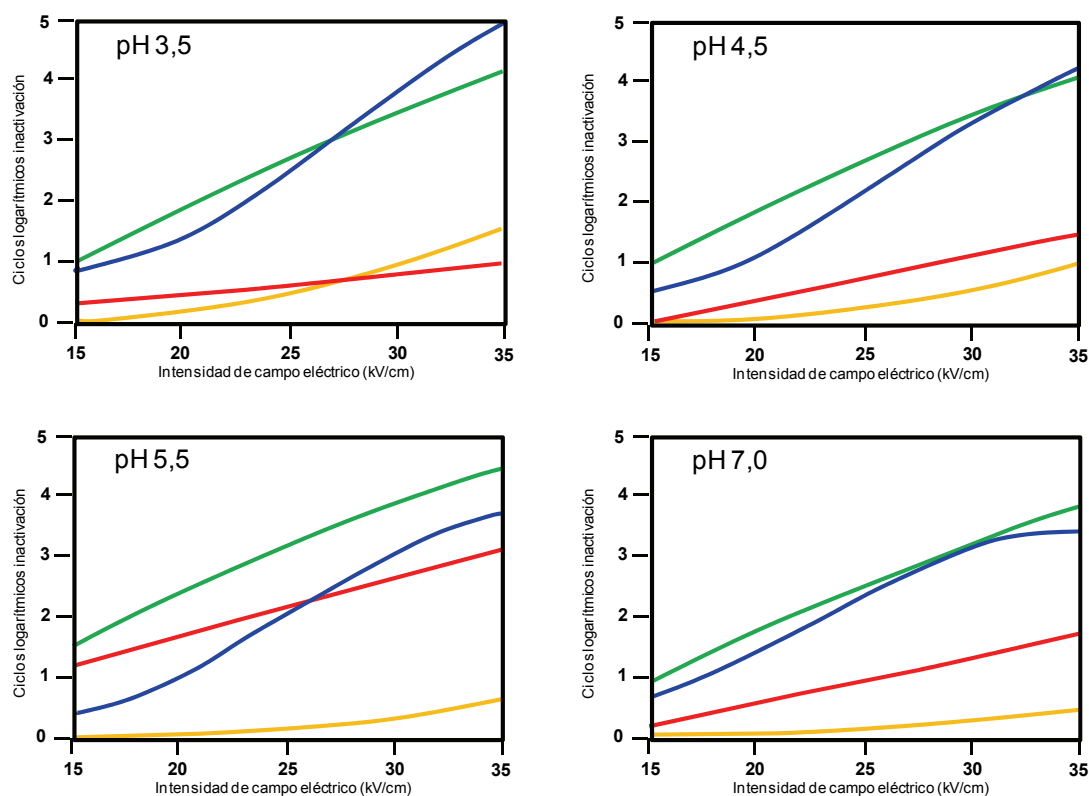 pH 3,5
Ciclos logarítmicos inactivación
5
4
3
2
1
0
15 20 25 30 35
Intensidad de campo eléctrico (kV/cm)
pH 4,5
Ciclos logarítmicos inactivación
5
4
3
2
1
0
15 20 25 30 35
Intensidad de campo eléctrico (kV/cm)
pH 5,5
Ciclos logarítmicos inactivación
5
4
3
2
1
0
15 20 25 30 35
Intensidad de campo eléctrico (kV/cm)
pH 7,0
Ciclos logarítmicos inactivación
5
4
3
2
1
0
15 20 25 30 35
Intensidad de campo eléctrico (kV/cm)